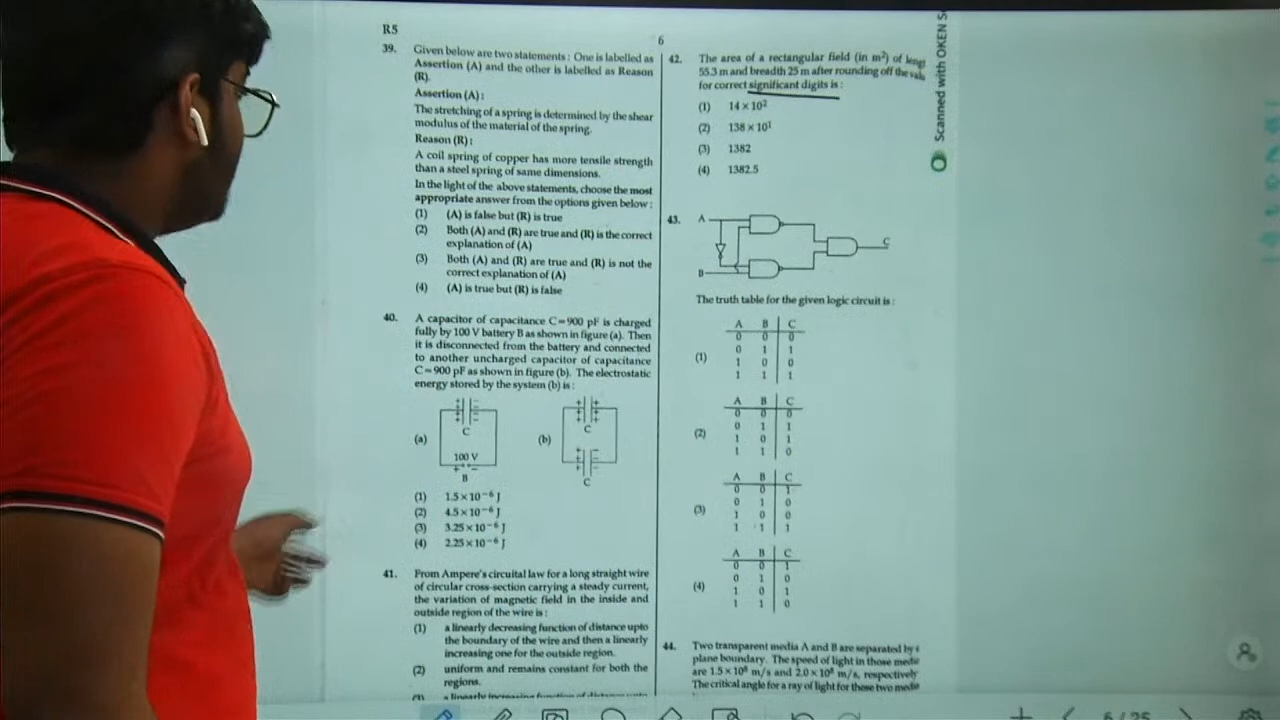 R5
6
39. Given below are two statements : One is labelled as
Assertion (A) and the other is labelled as Reason
(R).
Assertion (A) :
The stretching of a spring is determined by the shear
modulus of the material of the spring.
Reason (R) :
A coil spring of copper has more tensile strength
than a steel spring of same dimensions.
In the light of the above statements, choose the most
appropriate answer from the options given below :
(1) (A) is false but (R) is true
(2) Both (A) and (R) are true and (R) is the correct
explanation of (A)
(3) Both (A) and (R) are true and (R) is not the
correct explanation of (A)
(4) (A) is true but (R) is false
40. A capacitor of capacitance C=900 pF is charged
fully by 100 V battery B as shown in figure (a). Then
it is disconnected from the battery and connected
to another uncharged capacitor of capacitance
C=900 pF as shown in figure (b). The electrostatic
energy stored by the system (b) is :
(a) C 100 V B
(b) C C
(1) 1.5×10⁻⁶ J
(2) 4.5×10⁻⁶ J
(3) 3.25×10⁻⁶ J
(4) 2.25×10⁻⁶ J
41. From Ampere's circuital law for a long straight wire
of circular cross-section carrying a steady current,
the variation of magnetic field in the inside and
outside region of the wire is :
(1) a linearly decreasing function of distance upto
the boundary of the wire and then a linearly
increasing one for the outside region.
(2) uniform and remains constant for both the
regions.
42. The area of a rectangular field (in m²) of
55.3 m and breadth 25 m after rounding off the
for correct significant digits is :
(1) 14×10²
(2) 138×10¹
(3) 1382
(4) 1382.5
43. A
B
C
The truth table for the given logic circuit is :
(1)
A B C
0 0 0
0 1 1
1 0 0
1 1 1
(2)
A B C
0 0 0
0 1 1
1 0 1
1 1 0
(3)
A B C
0 0 1
0 1 0
1 0 0
1 1 1
(4)
A B C
0 0 1
0 1 0
1 0 1
1 1 0
44. Two transparent media A and B are separated by
plane boundary. The speed of light in those
are 1.5×10⁸ m/s and 2.0×10⁸ m/s, respectively
The critical angle for a ray of light for these two
Scanned with OKEN
6 / 25